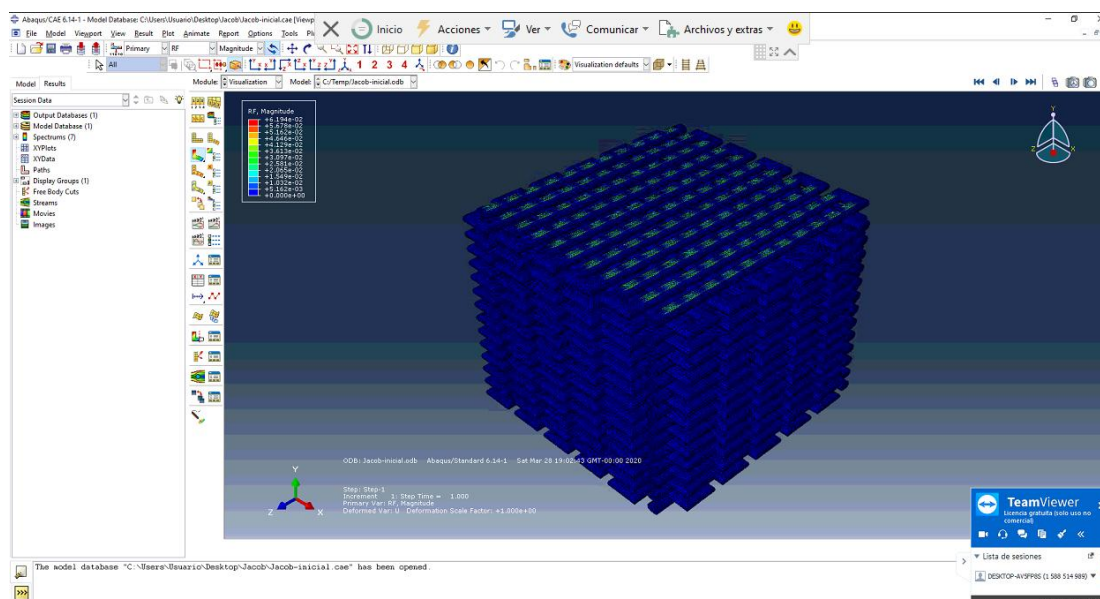 Abaqus/CAE 6.14-1 - Model Database: C:\Users\Usuario\Desktop\Jacob\Jacob-inicial.cae [Viewp
Inicio Acciones Ver Comunicar Archivos y extras
File Model Viewport View Result Plot Animate Report Options Tools
Primary RF Magnitude
All 1 2 3 4 Visualization defaults
Model Results Module: Visualization Model: C:/Temp/Jacob-inicial.odb
Session Data
Output Databases (1)
Model Database (1)
Spectrums (7)
XYPlots
XYData
Paths
Display Groups (1)
Free Body Cuts
Streams
Movies
Images
RF, Magnitude
+6.194e-02
+5.678e-02
+5.162e-02
+4.646e-02
+4.129e-02
+3.613e-02
+3.097e-02
+2.581e-02
+2.065e-02
+1.549e-02
+1.032e-02
+5.162e-03
+0.000e+00
Y
Z X
ODB: Jacob-inicial.odb Abaqus/Standard 6.14-1 Sat Mar 28 19:02:43 GMT-00:00 2020
Step: Step-1
Increment 1: Step Time = 1.000
Primary Var: RF, Magnitude
Deformed Var: U Deformation Scale Factor: +1.000e+00
Y
Z X
TeamViewer
Licencia gratuita (solo uso no
comercial)
Lista de sesiones
DESKTOP-AVSFP8S (1 588 514 989)
The model database "C:\Users\Usuario\Desktop\Jacob\Jacob-inicial.cae" has been opened.
>>>